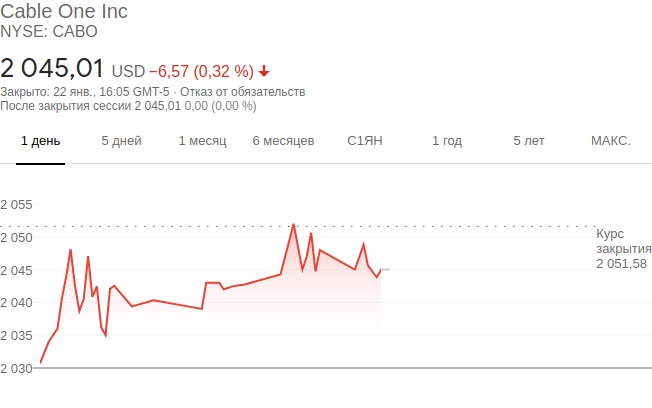 Cable One Inc
NYSE: CABO
2 045,01 USD −6,57 (0,32 %)
Закрыто: 22 янв., 16:05 GMT-5 · Отказ от обязательств
После закрытия сессии 2 045,01 0,00 (0,00 %)
1 день 5 дней 1 месяц 6 месяцев С1ЯН 1 год 5 лет МАКС.
2 055
2 050
Курс
закрытия
2 051,58
2 045
2 040
2 035
2 030